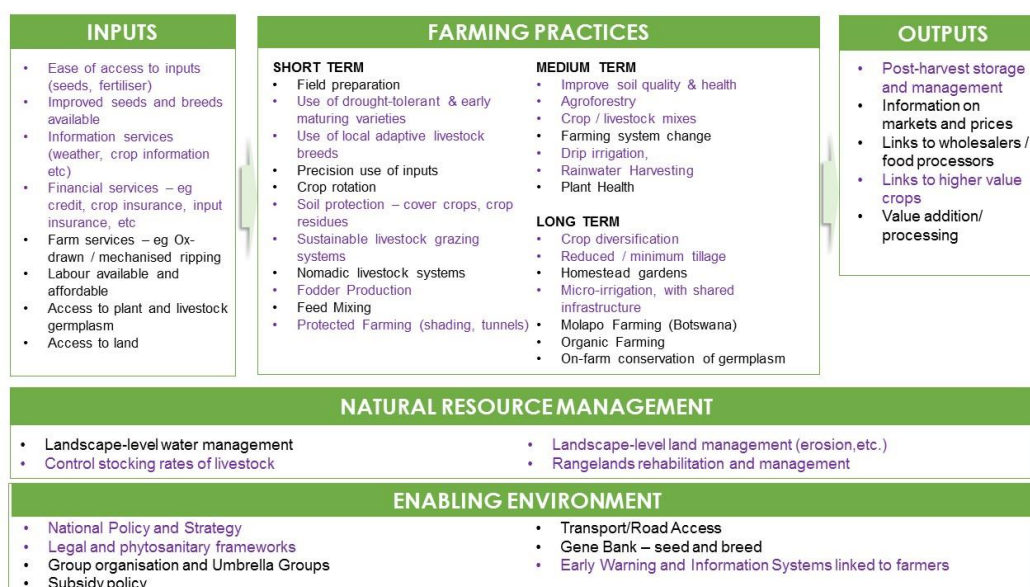 INPUTS
Ease of access to inputs
(seeds, fertiliser)
Improved seeds and breeds
available
Information services
(weather, crop information
etc)
Financial services – eg
credit, crop insurance, input
insurance, etc
Farm services – eg Ox-
drawn / mechanised ripping
Labour available and
affordable
Access to plant and livestock
germplasm
Access to land
FARMING PRACTICES
SHORT TERM
Field preparation
Use of drought-tolerant & early
maturing varieties
Use of local adaptive livestock
breeds
Precision use of inputs
Crop rotation
Soil protection – cover crops, crop
residues
Sustainable livestock grazing
systems
Nomadic livestock systems
Fodder Production
Feed Mixing
Protected Farming (shading, tunnels)
MEDIUM TERM
Improve soil quality & health
Agroforestry
Crop / livestock mixes
Farming system change
Drip irrigation,
Rainwater Harvesting
Plant Health
LONG TERM
Crop diversification
Reduced / minimum tillage
Homestead gardens
Micro-irrigation, with shared
infrastructure
Molapo Farming (Botswana)
Organic Farming
On-farm conservation of germplasm
OUTPUTS
Post-harvest storage
and management
Information on
markets and prices
Links to wholesalers /
food processors
Links to higher value
crops
Value addition/
processing
NATURAL RESOURCE MANAGEMENT
Landscape-level water management
Control stocking rates of livestock
Landscape-level land management (erosion,etc.)
Rangelands rehabilitation and management
ENABLING ENVIRONMENT
National Policy and Strategy
Legal and phytosanitary frameworks
Group organisation and Umbrella Groups
Subsidy policy
Transport/Road Access
Gene Bank – seed and breed
Early Warning and Information Systems linked to farmers